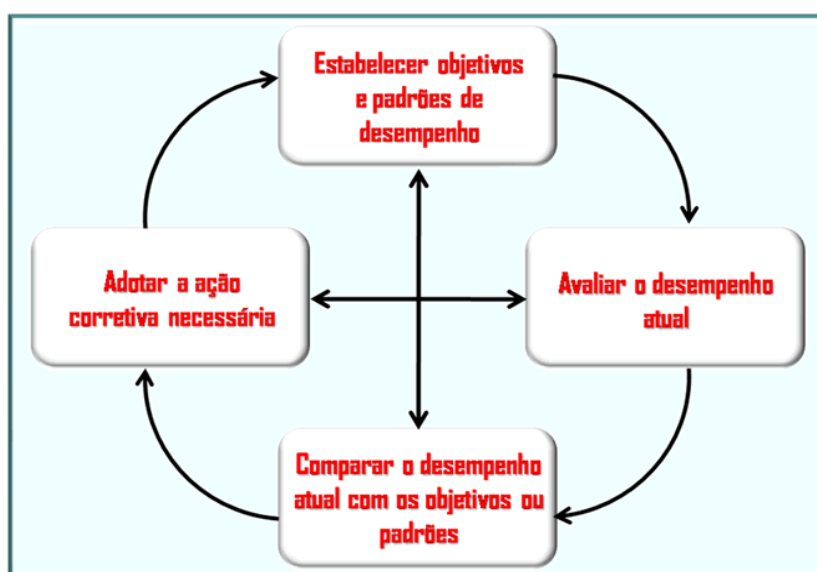 Estabelecer objetivos
e padrões de
desempenho
Adotar a ação
corretiva necessária
Avaliar o desempenho
atual
Comparar o desempenho
atual com os objetivos ou
padrões